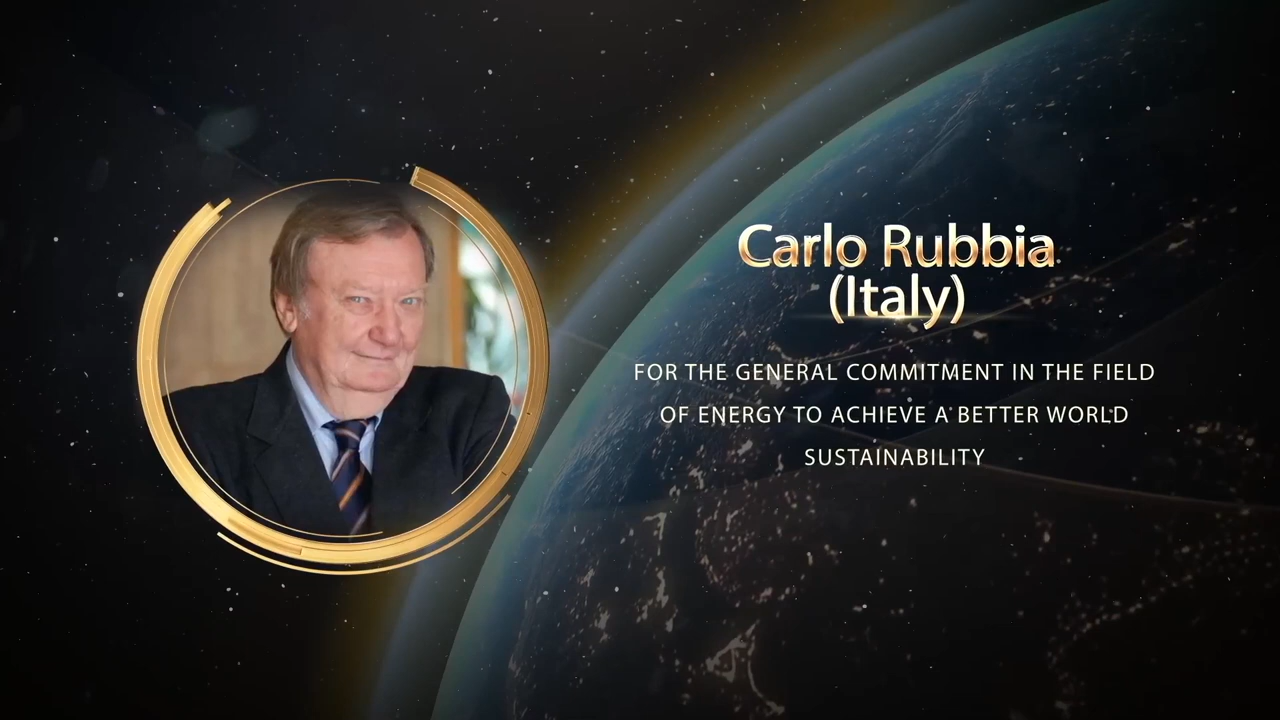 Carlo Rubbia
(Italy)
FOR THE GENERAL COMMITMENT IN THE FIELD
OF ENERGY TO ACHIEVE A BETTER WORLD
SUSTAINABILITY